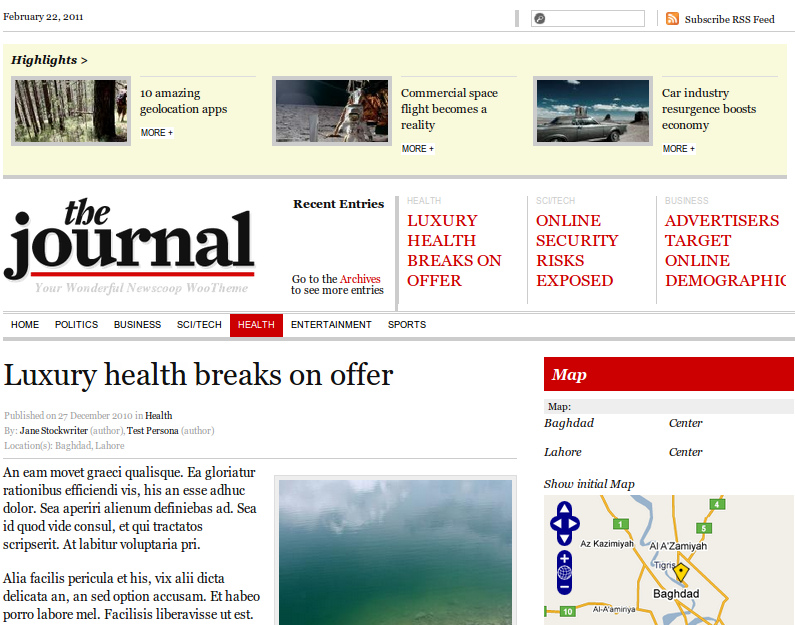 February 22, 2011
Subscribe RSS Feed
Highlights >
10 amazing
geolocation apps
MORE +
Commercial space
flight becomes a
reality
MORE +
Car industry
resurgence boosts
economy
MORE +
the
journal
Your Wonderful Newscoop WooTheme
Recent Entries
Go to the Archives
to see more entries
HEALTH
LUXURY
HEALTH
BREAKS ON
OFFER
SCI/TECH
ONLINE
SECURITY
RISKS
EXPOSED
BUSINESS
ADVERTISERS
TARGET
ONLINE
DEMOGRAPHIC
HOME POLITICS BUSINESS SCI/TECH HEALTH ENTERTAINMENT SPORTS
Luxury health breaks on offer
Published on 27 December 2010 in Health
By: Jane Stockwriter (author), Test Persona (author)
Location(s): Baghdad, Lahore
An eam movet graeci qualisque. Ea gloriatur
rationibus efficiendi vis, his an esse adhuc
dolor. Sea aperiri alienum definiebas ad. Sea
id quod vide consul, et qui tractatos
scripserit. At labitur voluptaria pri.
Alia facilis pericula et his, vix alii dicta
delicata an, an sed option accusam. Et habeo
porro labore mel. Facilisis liberavisse ut est.
Map
Map:
Baghdad Center
Lahore Center
Show initial Map
4
1
5
Az Kazimiyah
Al A'Zamiyah
Tigris
Baghdad
10
Al-A'amiriya